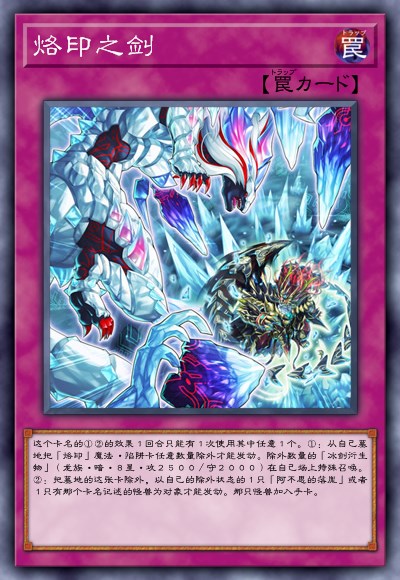 烙印之剑
トラップ
罠
【罠カード】
トラップ
这个卡名的①②的效果1回合只能有1次使用其中任意1个。①：从自己墓
地把「烙印」魔法·陷阱卡任意数量除外才能发动。除外数量的「冰剑衍生
物」（龙族·暗·8星·攻2500／守2000）在自己场上特殊召唤。
②：把墓地的这张卡除外，以自己的除外状态的1只「阿不思的落胤」或者
1只有那个卡名记述的怪兽为对象才能发动。那只怪兽加入手卡。